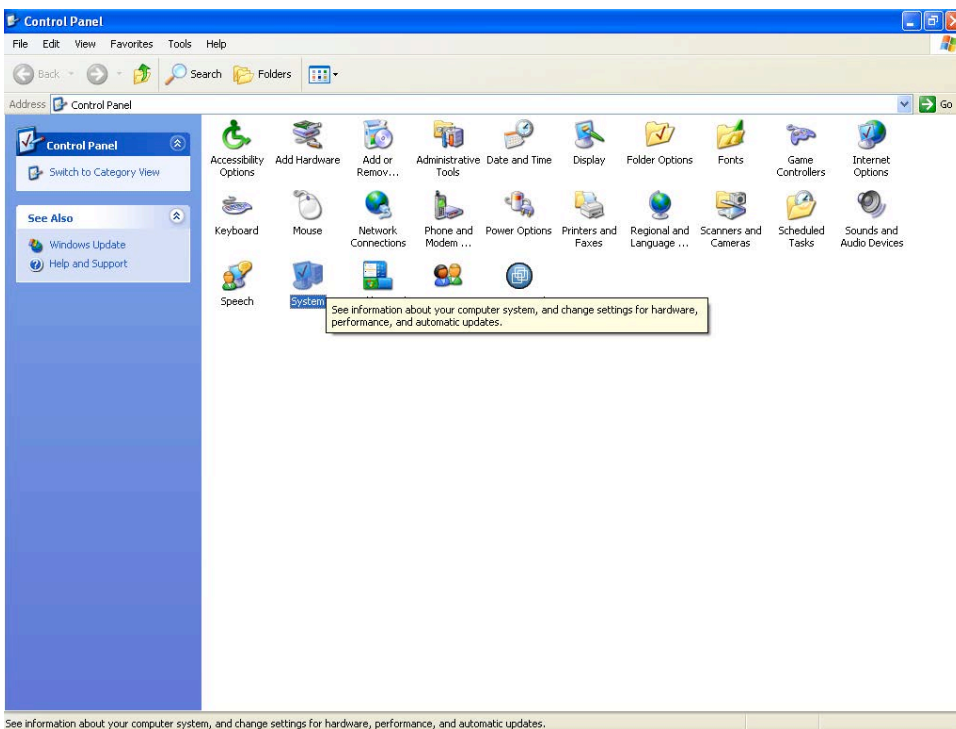 Control Panel
File Edit View Favorites Tools Help
Back Search Folders
Address Control Panel Go
Control Panel
Switch to Category View
See Also
Windows Update
Help and Support
Accessibility Options
Add Hardware
Add or Remov...
Administrative Tools
Date and Time
Display
Folder Options
Fonts
Game Controllers
Internet Options
Keyboard
Mouse
Network Connections
Phone and Modem ...
Power Options
Printers and Faxes
Regional and Language ...
Scanners and Cameras
Scheduled Tasks
Sounds and Audio Devices
Speech
System
See information about your computer system, and change settings for hardware,
performance, and automatic updates.
See information about your computer system, and change settings for hardware, performance, and automatic updates.